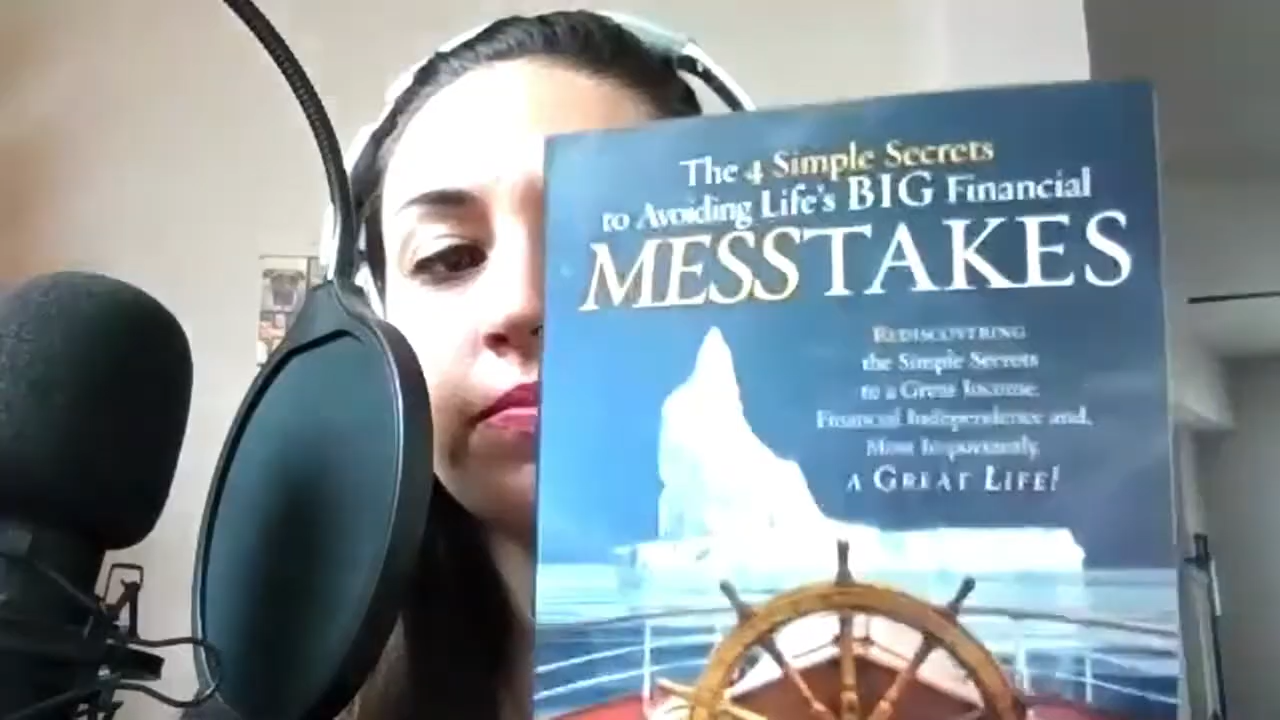 The 4 Simple Secrets
to Avoiding Life's BIG Financial
MESSTAKES
REDISCOVERING
the Simple Secrets
to a Great Income,
Financial Independence and,
Most Importantly,
A GREAT LIFE!